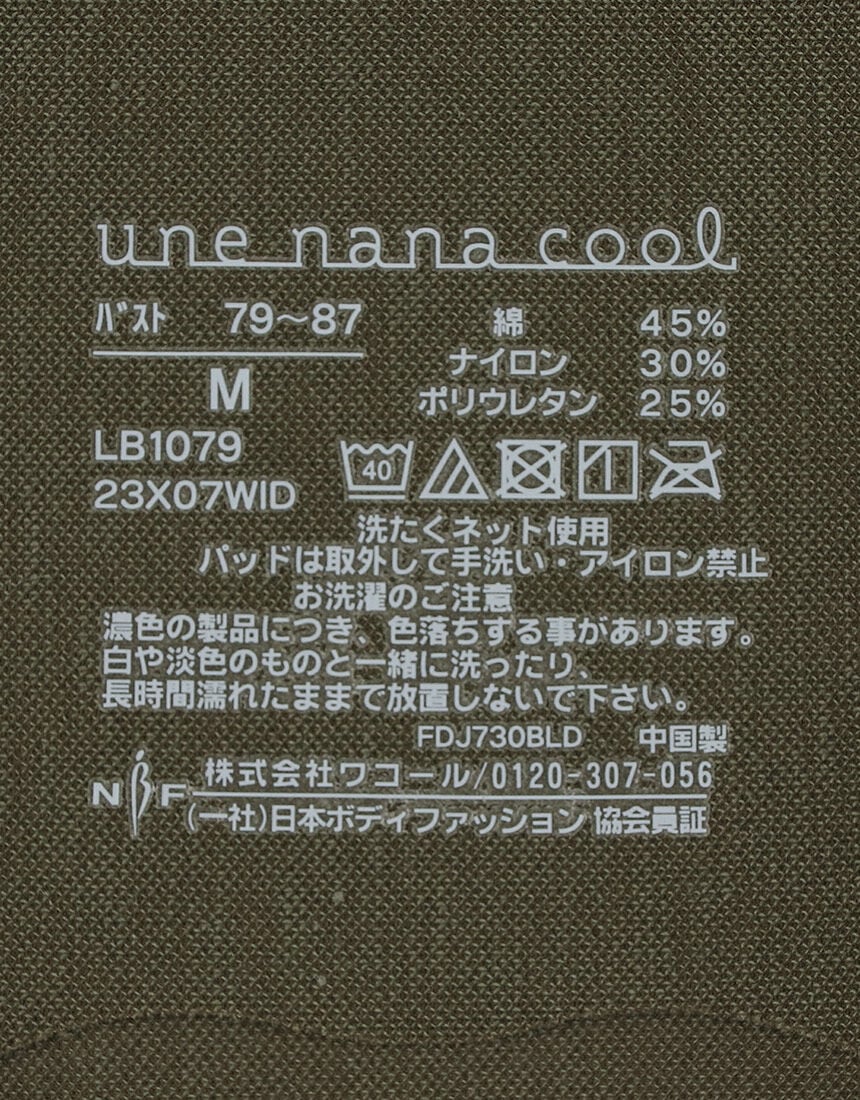 une nana cool
バスト 79〜87
M
LB1079
23X07WID
綿 45%
ナイロン 30%
ポリウレタン 25%
40
洗たくネット使用
パッドは取外して手洗い・アイロン禁止
お洗濯のご注意
濃色の製品につき、色落ちする事があります。
白や淡色のものと一緒に洗ったり、
長時間濡れたままで放置しないで下さい。
FDJ730BLD 中国製
NBF
株式会社ワコール/0120-307-056
(一社)日本ボディファッション協会員証